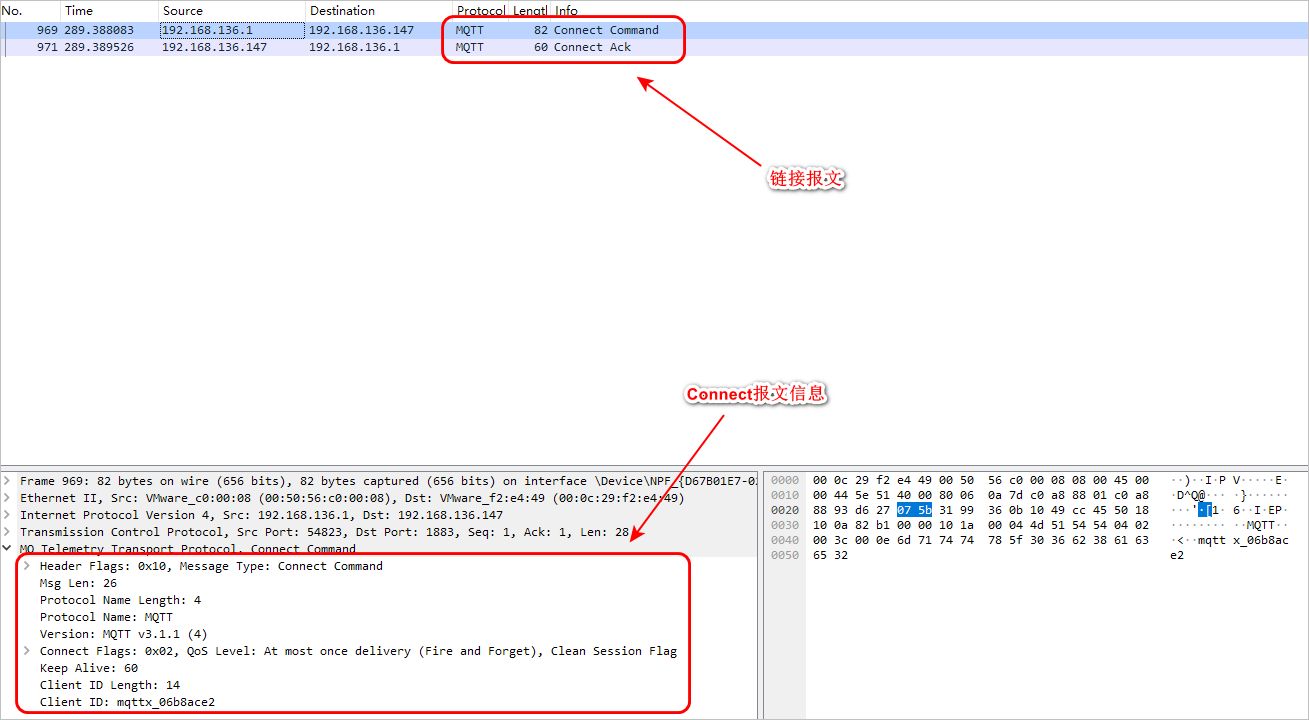 No. Time Source Destination Protocol Lengtl Info
969 289.388083 192.168.136.1 192.168.136.147 MQTT 82 Connect Command
971 289.389526 192.168.136.147 192.168.136.1 MQTT 60 Connect Ack
链接报文
Connect报文信息
Frame 969: 82 bytes on wire (656 bits), 82 bytes captured (656 bits) on interface \Device\NPF_{D67B01E7-0
Ethernet II, Src: VMware_c0:00:08 (00:50:56:c0:00:08), Dst: VMware_f2:e4:49 (00:0c:29:f2:e4:49)
Internet Protocol Version 4, Src: 192.168.136.1, Dst: 192.168.136.147
Transmission Control Protocol, Src Port: 54823, Dst Port: 1883, Seq: 1, Ack: 1, Len: 28
MQ Telemetry Transport Protocol, Connect Command
Header Flags: 0x10, Message Type: Connect Command
Msg Len: 26
Protocol Name Length: 4
Protocol Name: MQTT
Version: MQTT v3.1.1 (4)
Connect Flags: 0x02, QoS Level: At most once delivery (Fire and Forget), Clean Session Flag
Keep Alive: 60
Client ID Length: 14
Client ID: mqttx_06b8ace2
0000 00 0c 29 f2 e4 49 00 50 56 c0 00 08 08 00 45 00 ··)··I·P V·····E·
0010 00 44 5e 51 40 00 80 06 0a 7d c0 a8 88 01 c0 a8 ·D^Q@··· ·}······
0020 88 93 d6 27 07 5b 31 99 36 0b 10 49 cc 45 50 18 ···'·[1· 6··I·EP·
0030 10 0a 82 b1 00 00 10 1a 00 04 4d 51 54 54 04 02 ········ ··MQTT··
0040 00 3c 00 0e 6d 71 74 74 78 5f 30 36 62 38 61 63 ·<··mqtt x_06b8ac
0050 65 32 e2